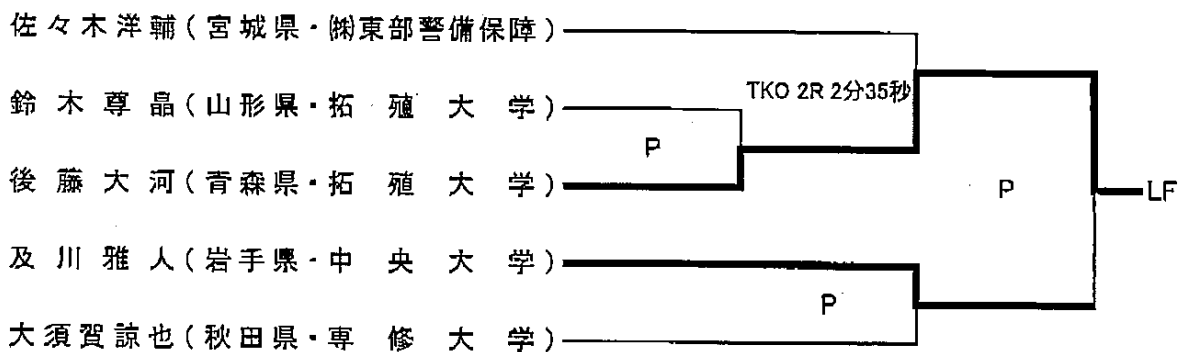 佐々木洋輔(宮城県・㈱東部警備保障)
TKO 2R 2分35秒
鈴木尊晶(山形県・拓殖大学)
P
後藤大河(青森県・拓殖大学)
P
LF
及川雅人(岩手県・中央大学)
P
大須賀諒也(秋田県・専修大学)